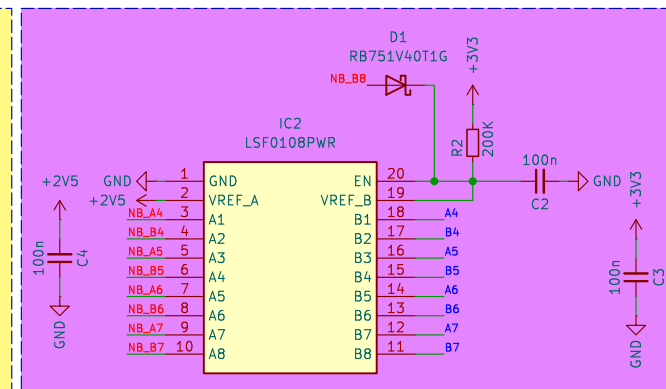 D1
RB751V40T1G
NB_B8
+3V3
IC2
LSF0108PWR
R2
200K
100n
C2
GND
+2V5
100n
C4
GND
GND
+2V5
1 GND EN 20
2 VREF_A VREF_B 19
NB_A4 3 A1 B1 18 A4
NB_B4 4 A2 B2 17 B4
NB_A5 5 A3 B3 16 A5
NB_B5 6 A4 B4 15 B5
NB_A6 7 A5 B5 14 A6
NB_B6 8 A6 B6 13 B6
NB_A7 9 A7 B7 12 A7
NB_B7 10 A8 B8 11 B7
+3V3
100n
C3
GND